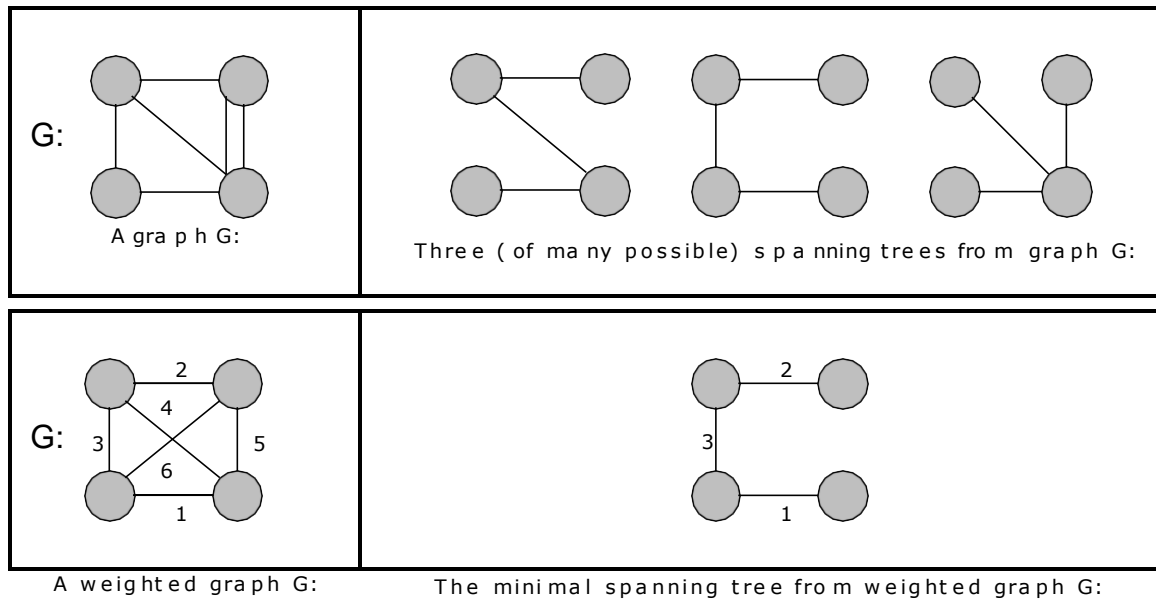 G:
A graph G:
Three (of many possible) spanning trees from graph G:
2
4
G:
3
5
6
1
2
3
1
A weighted graph G:
The minimal spanning tree from weighted graph G: